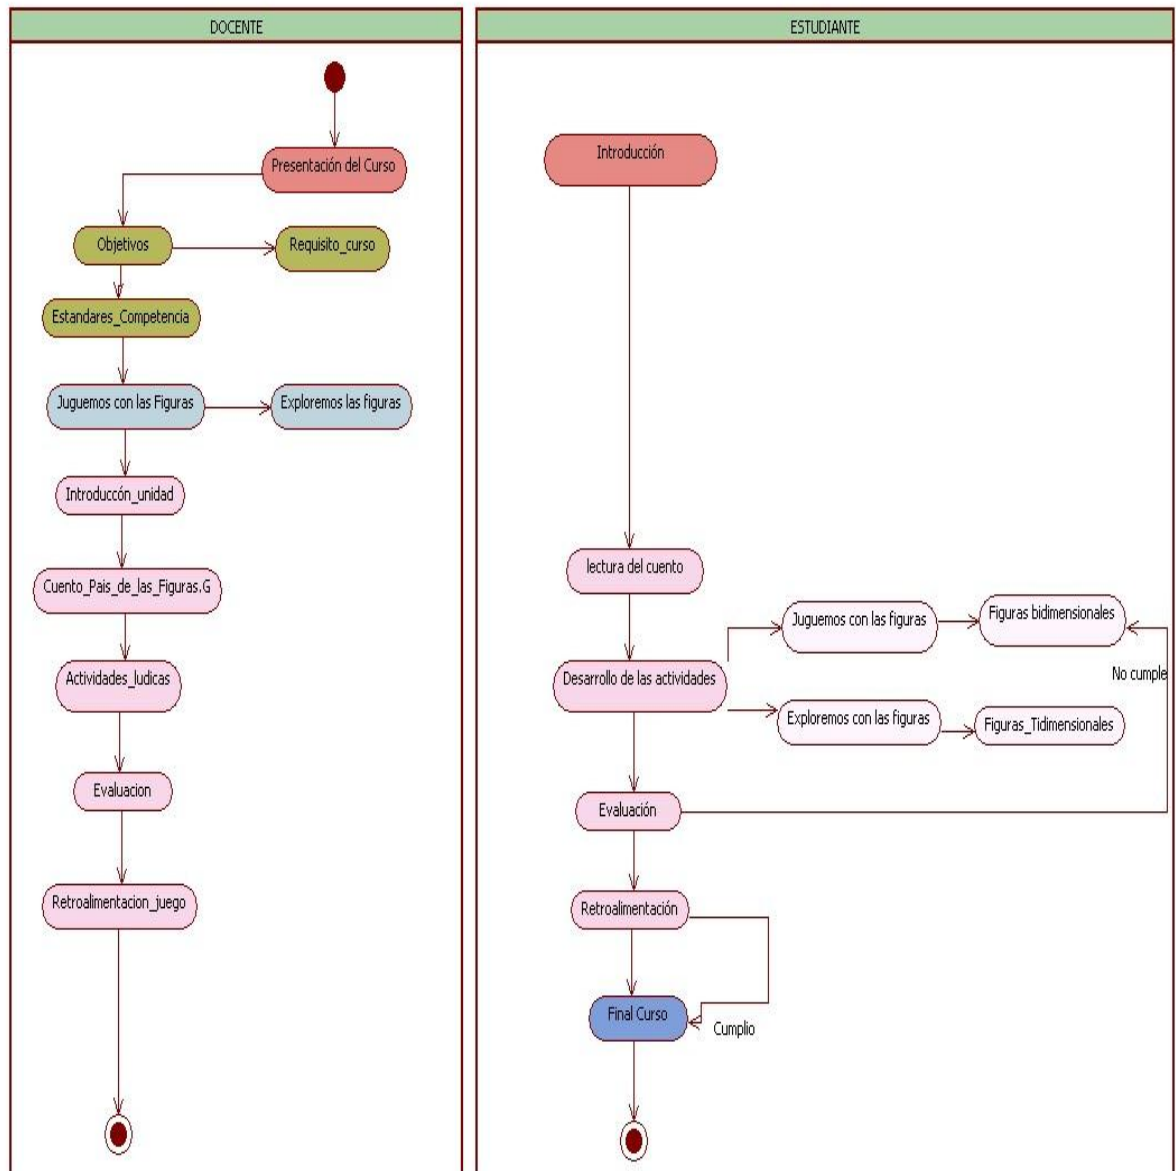 DOCENTE
Presentación del Curso
Objetivos
Requisito_curso
Estandares_Competencia
Juguemos con las Figuras
Exploremos las figuras
Introduccón_unidad
Cuento_Pais_de_las_Figuras.G
Actividades_ludicas
Evaluacion
Retroalimentacion_juego
ESTUDIANTE
Introducción
lectura del cuento
Juguemos con las figuras
Figuras bidimensionales
No cumple
Desarrollo de las actividades
Exploremos con las figuras
Figuras_Tidimensionales
Evaluación
Retroalimentación
Final Curso
Cumplio